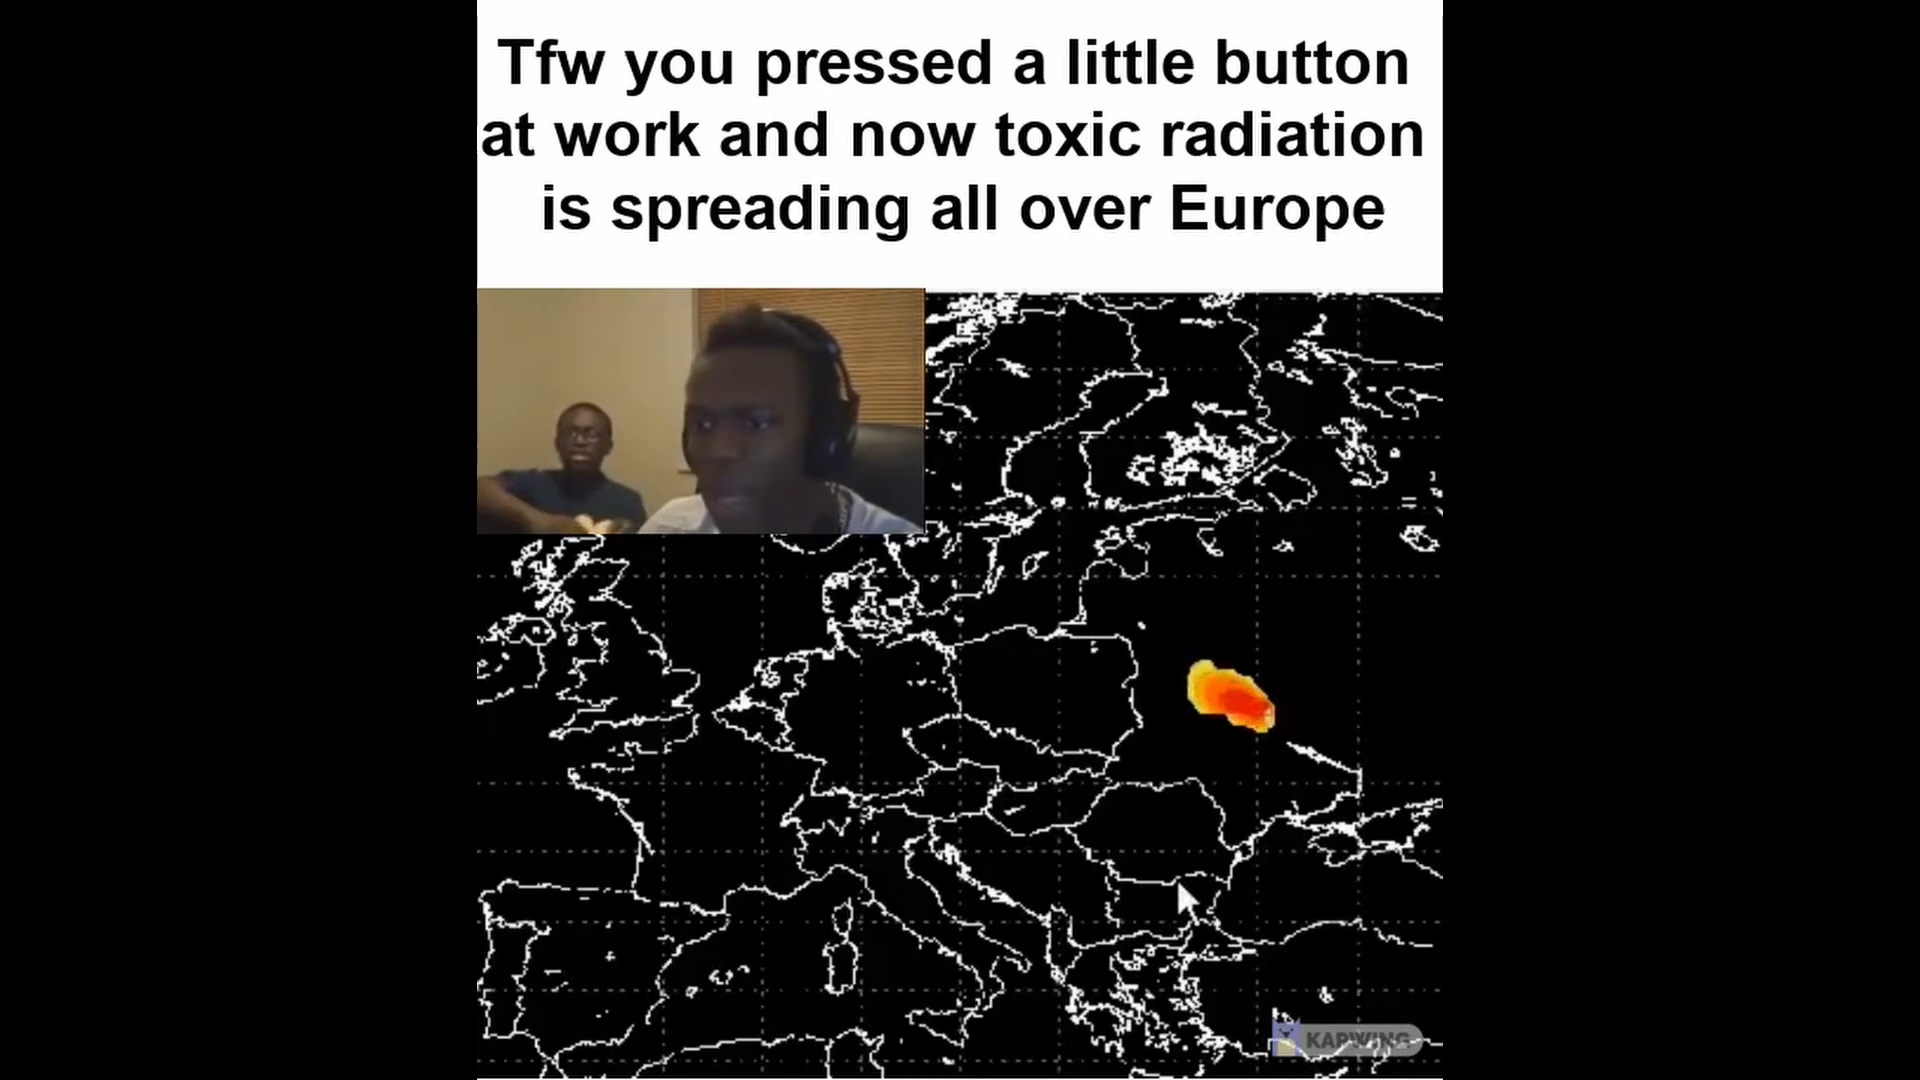 Tfw you pressed a little button
at work and now toxic radiation
is spreading all over Europe
KAPWING